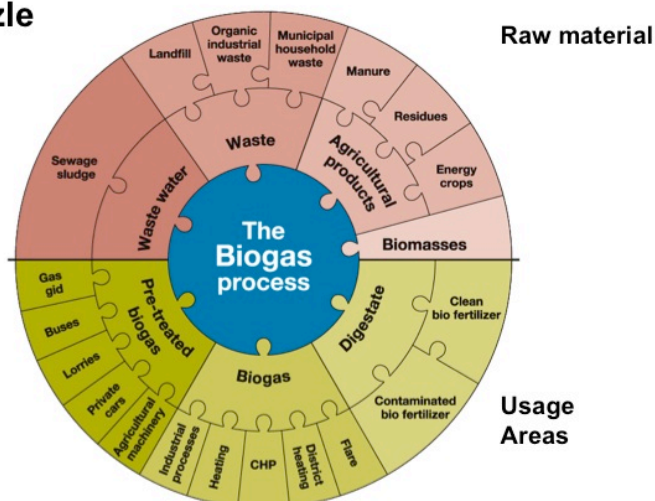 zle
Raw material
Landfill
Organic
industrial
waste
Municipal
household
waste
Manure
Residues
Energy
crops
Sewage
sludge
Waste water
Waste
Agricultural
products
Biomasses
The
Biogas
process
Gas
gid
Buses
Lorries
Private
cars
Agricultural
machinery
Pre-treated
biogas
Biogas
Digestate
Industrial
processes
Heating
CHP
District
heating
Flare
Clean
bio fertilizer
Contaminated
bio fertilizer
Usage
Areas